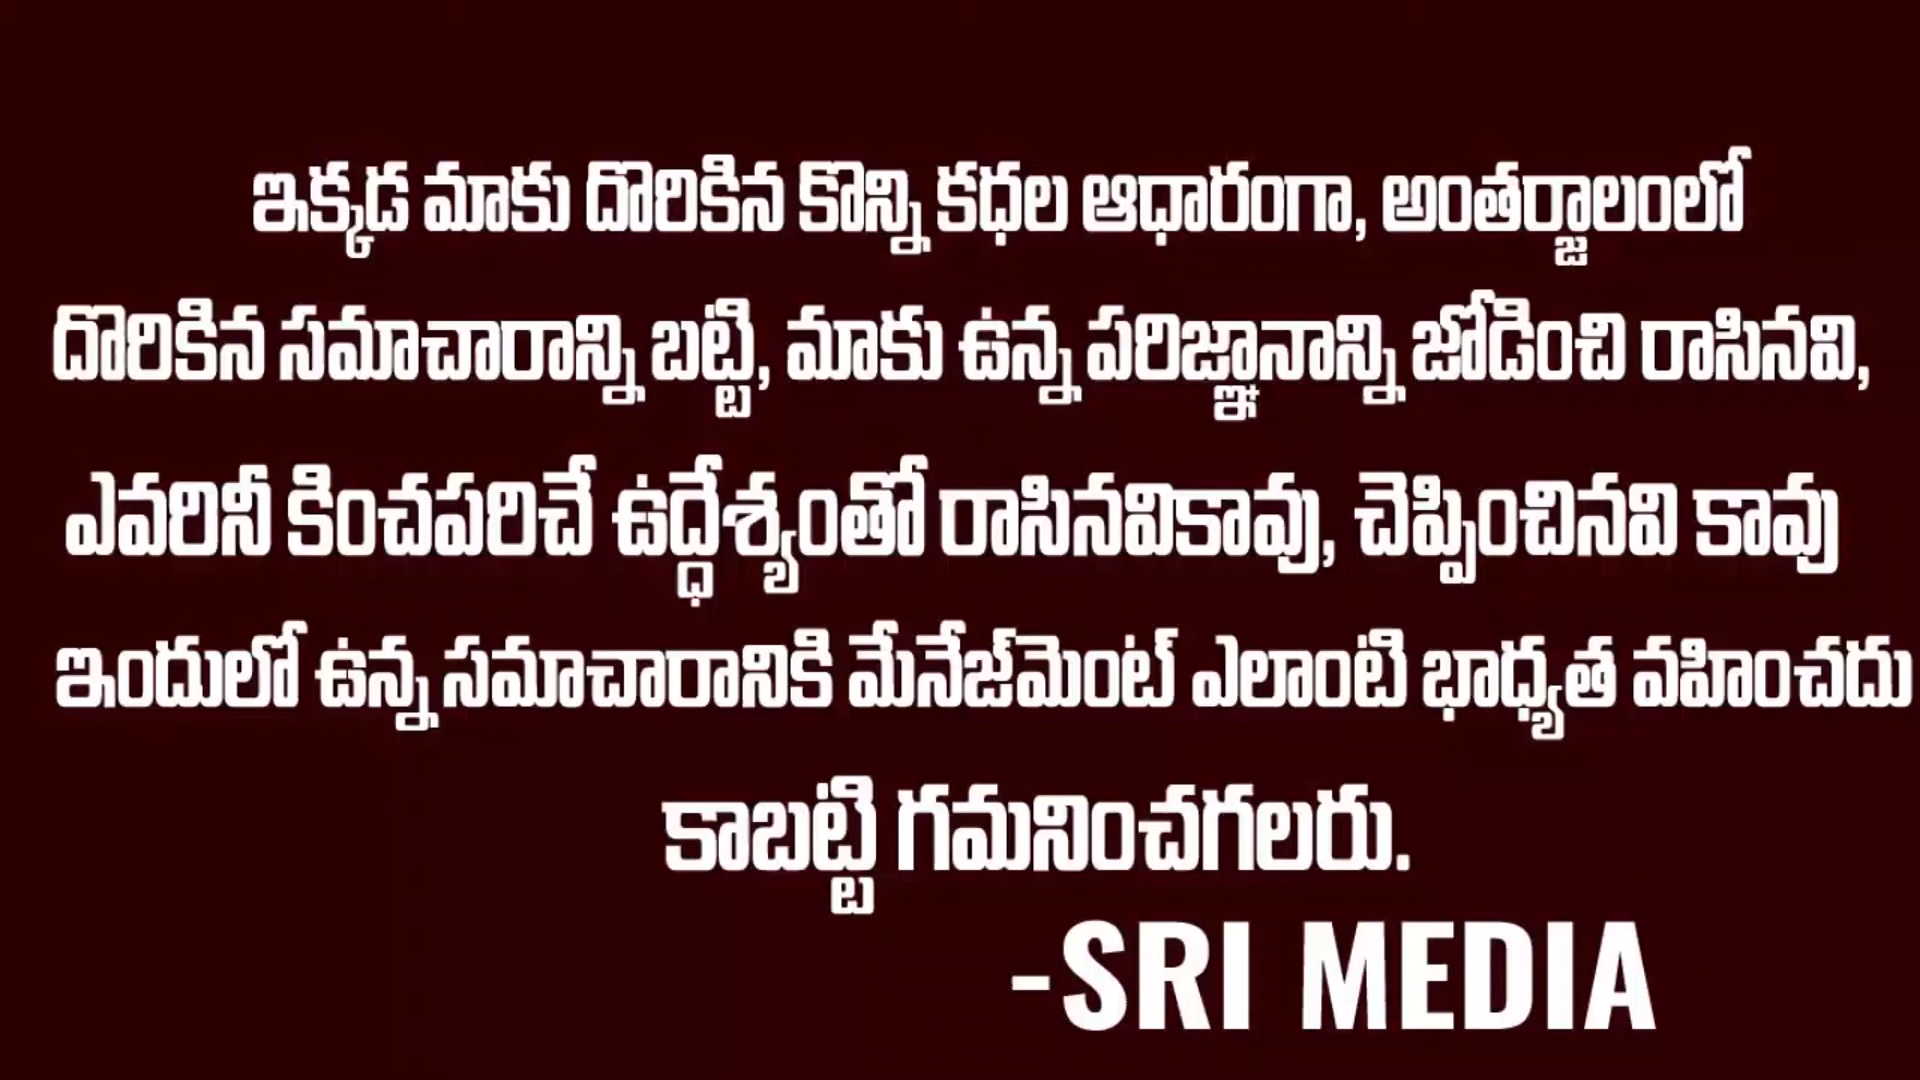 ఇక్కడ మాకు దొరికిన కొన్ని కధల ఆధారంగా, అంతర్జాలంలో
దొరికిన సమాచారాన్ని బట్టి, మాకు ఉన్న పరిజ్ఞానాన్ని జోడించి రాసినవి,
ఎవరినీ కించపరిచే ఉద్ధేశ్యంతో రాసినవికావు, చెప్పించినవి కావు
ఇందులో ఉన్న సమాచారానికి మేనేజ్‌మెంట్ ఎలాంటి భాధ్యత వహించదు
కాబట్టి గమనించగలరు.
-SRI MEDIA